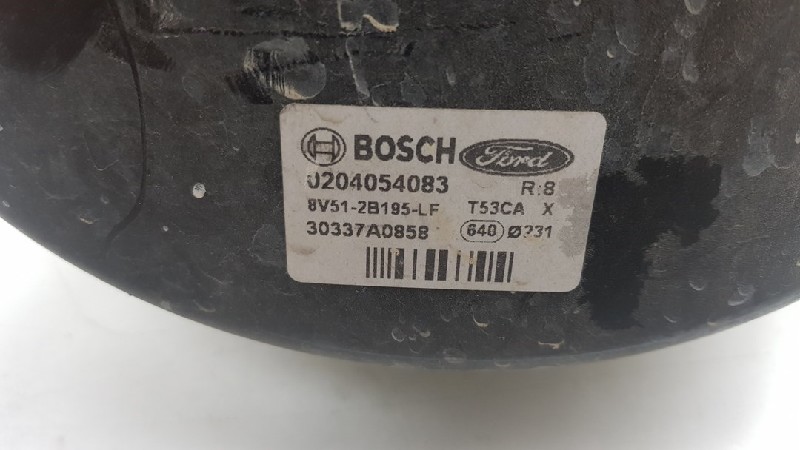 BOSCH Ford
0204054083 R:8
8V51-2B195-LF T53CA X
30337A0858 640 Ø231